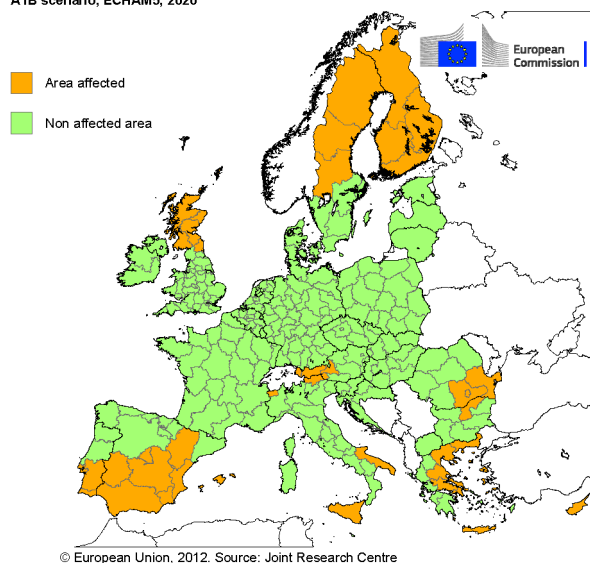 A1B scenario, ECHAM5, 2020
European
Commission
Area affected
Non affected area
© European Union, 2012. Source: Joint Research Centre